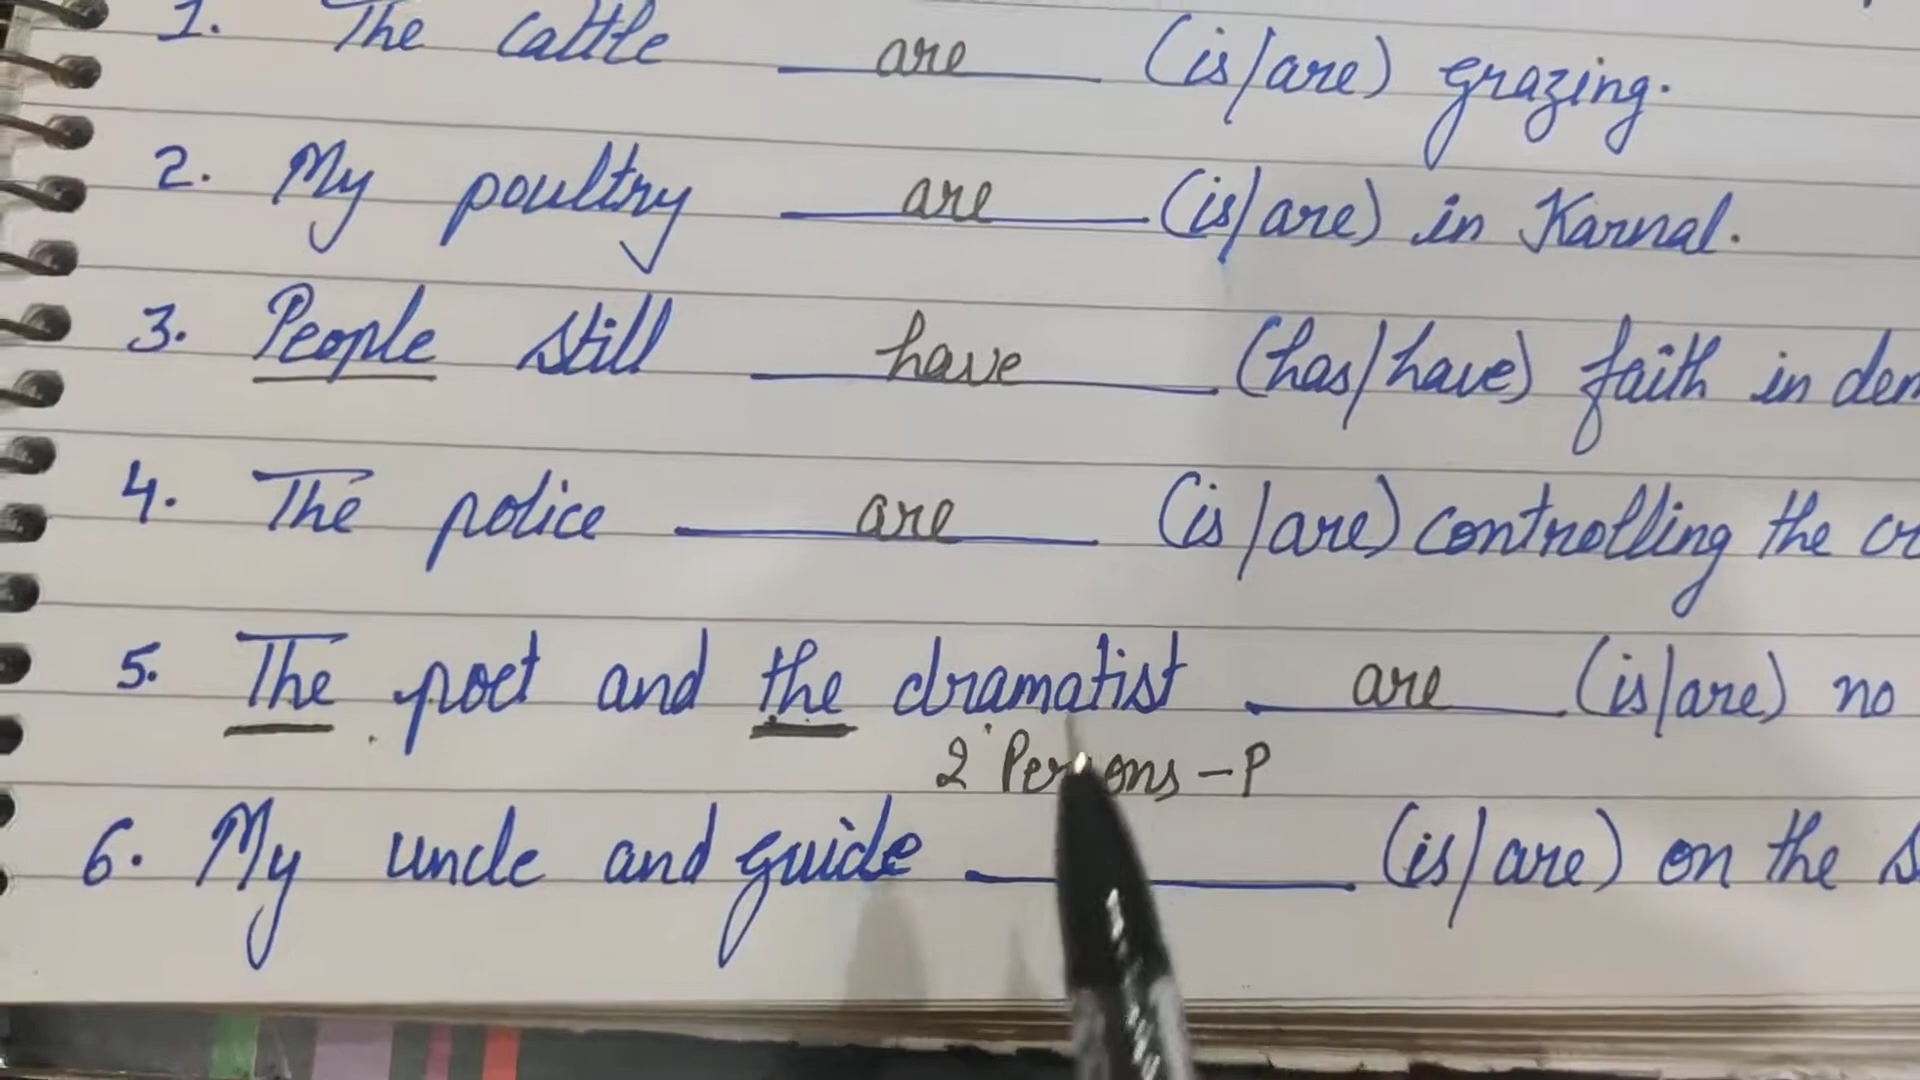 1. The cattle are (is/are) grazing.
2. My poultry are (is/are) in Karnal.
3. People still have (has/have) faith in dem
4. The police are (is/are) controlling the cr
5. The poet and the dramatist are (is/are) no
2 Persons - P
6. My uncle and guide (is/are) on the s